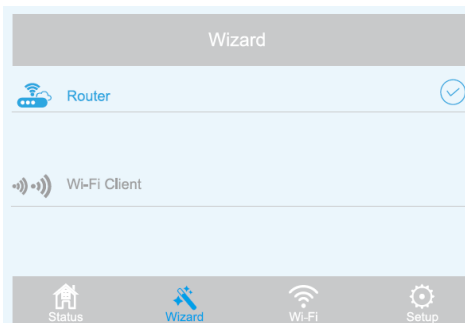 Wizard
Router
Wi-Fi Client
Status Wizard Wi-Fi Setup